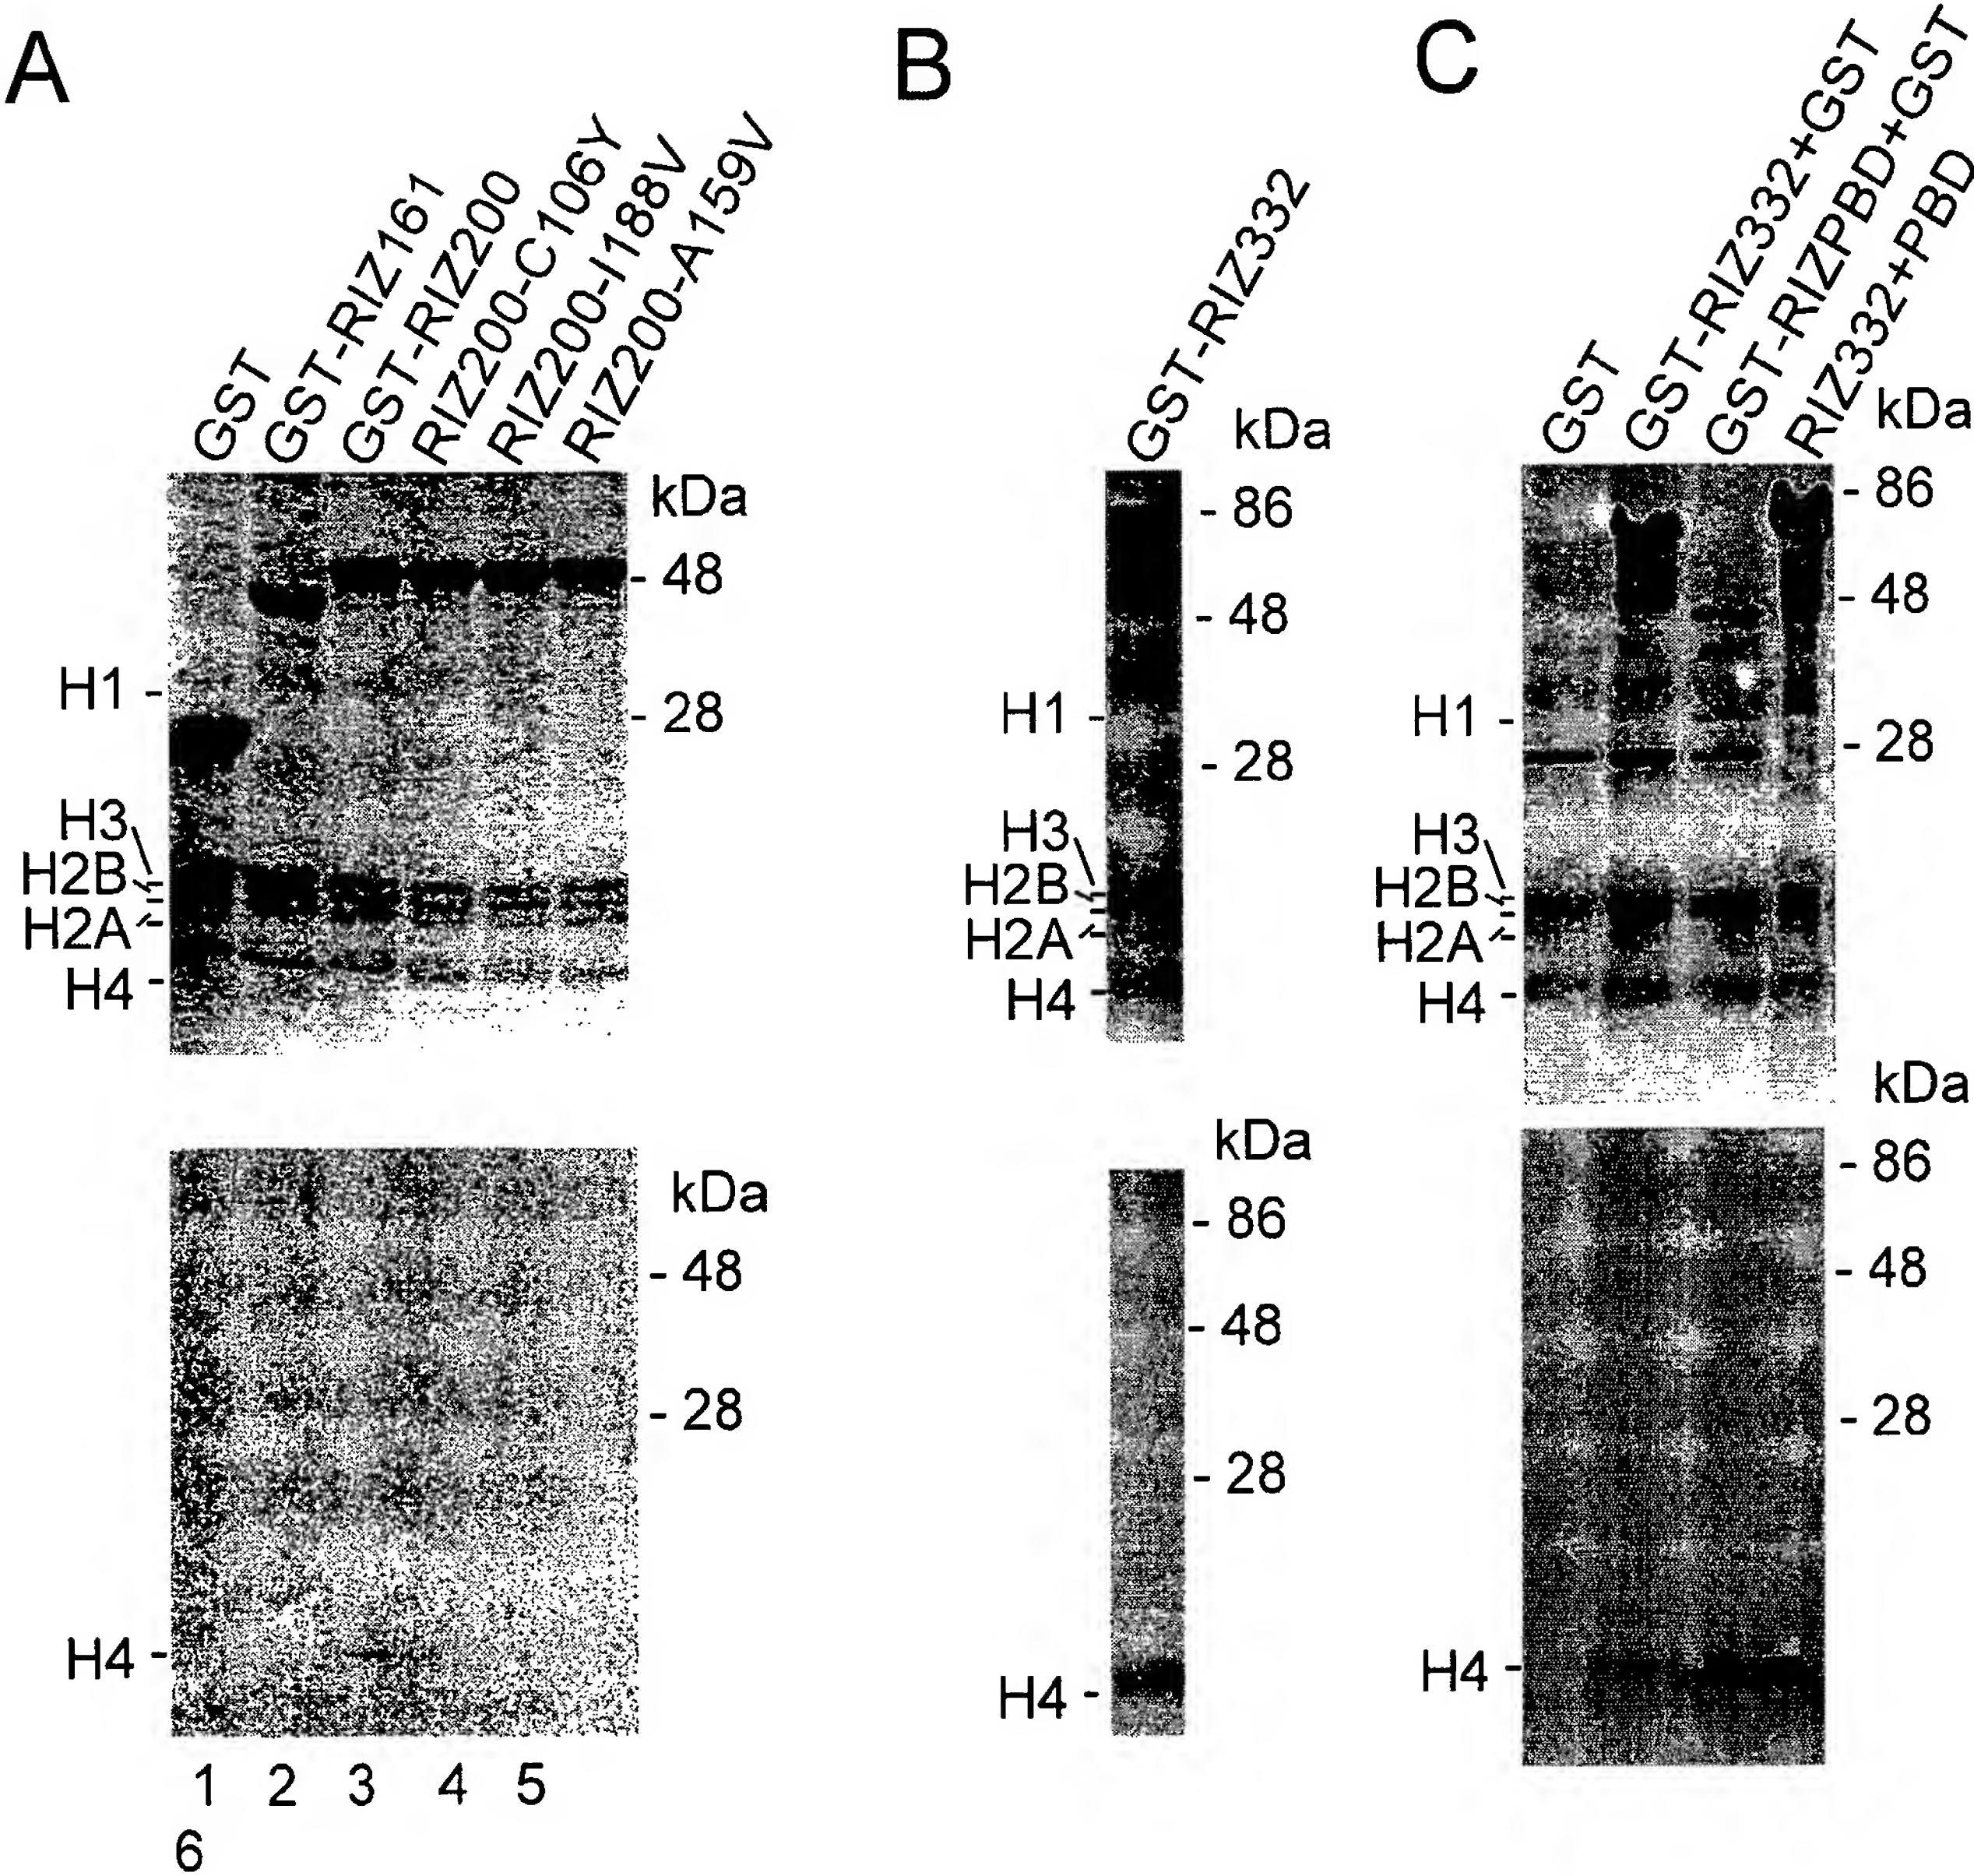 A
GST
GST-RIZ161
GST-RIZ200
RIZ200-C106Y
RIZ200-I188V
RIZ200-A159V
kDa
- 48
- 28
H1 -
H3
H2B
H2A
H4 -
kDa
- 48
- 28
H4 -
1 2 3 4 5
6
B
GST-RIZ332
kDa
- 86
- 48
- 28
H1 -
H3
H2B
H2A
H4 -
kDa
- 86
- 48
- 28
H4 -
C
GST
GST-RIZ332+GST
GST-RIZPBD+GST
RIZ332+PBD
kDa
- 86
- 48
- 28
H1 -
H3
H2B
H2A
H4 -
kDa
- 86
- 48
- 28
H4 -